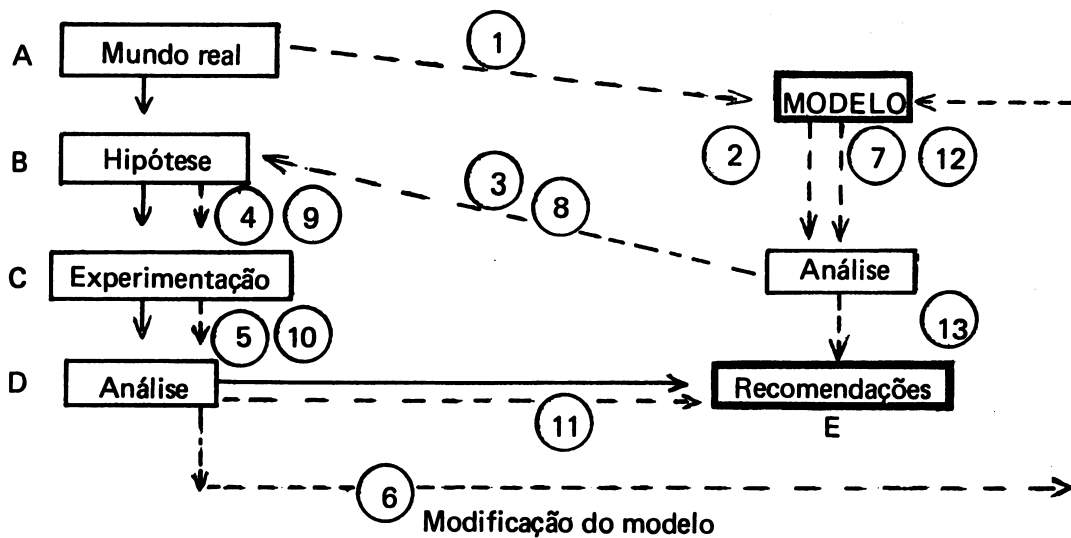 A
Mundo real
1
MODELO
B
Hipótese
2
7
12
3
8
4
9
C
Experimentação
Análise
5
10
13
D
Análise
Recomendações
11
E
6
Modificação do modelo